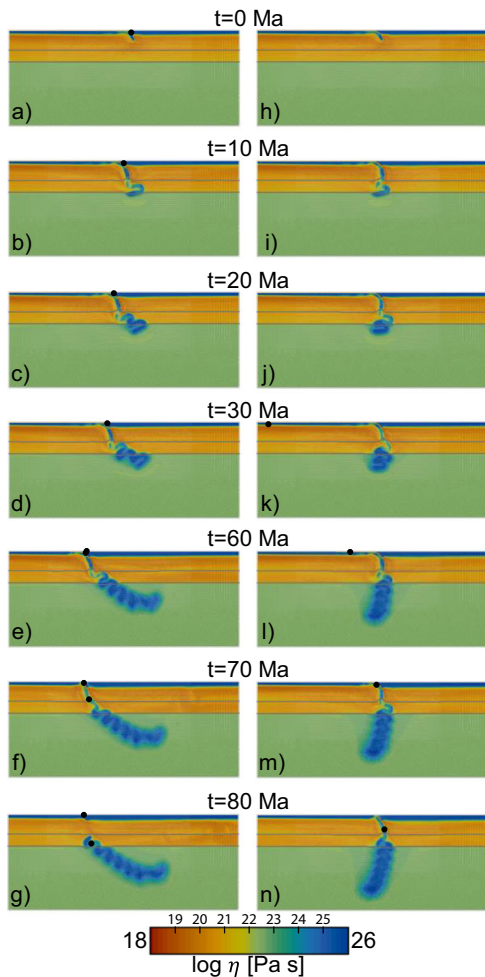 t=0 Ma
a) h)
t=10 Ma
b) i)
t=20 Ma
c) j)
t=30 Ma
d) k)
t=60 Ma
e) l)
t=70 Ma
f) m)
t=80 Ma
g) n)
19 20 21 22 23 24 25
18 26
log η [Pa s]